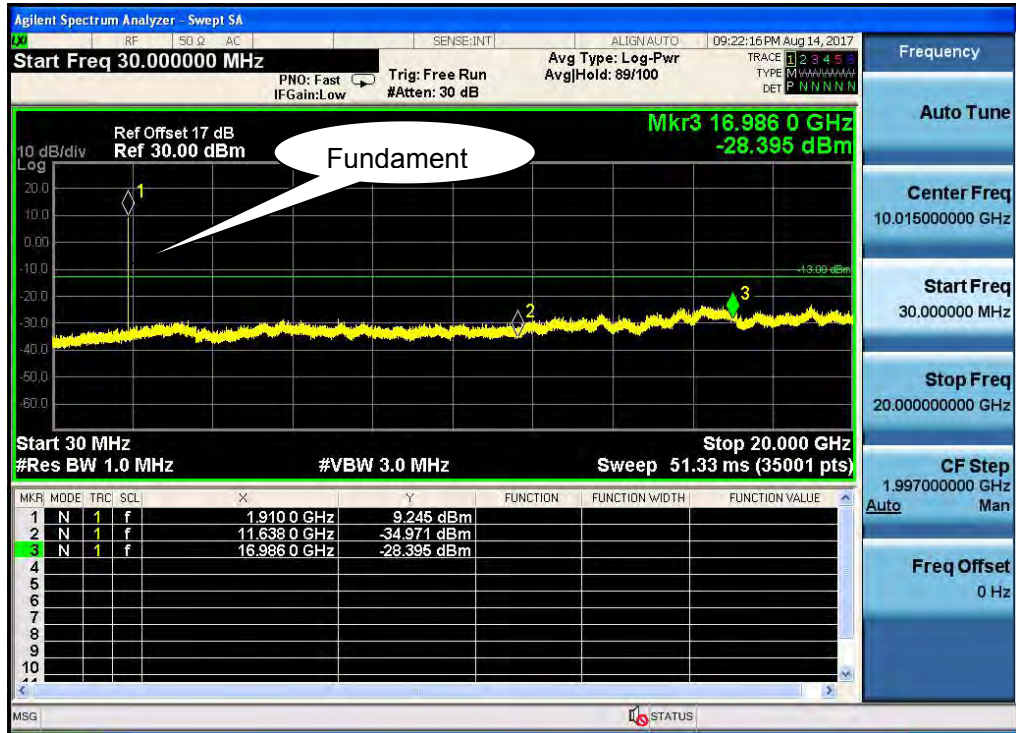 Agilent Spectrum Analyzer - Swept SA
LXI RF 50 Ω AC SENSE:INT ALIGN AUTO 09:22:16 PM Aug 14, 2017
Start Freq 30.000000 MHz
PNO: Fast
IFGain:Low
Trig: Free Run
#Atten: 30 dB
Avg Type: Log-Pwr
Avg|Hold: 89/100
TRACE 1 2 3 4 5 6
TYPE M
DET P N N N N N
Ref Offset 17 dB
Ref 30.00 dBm
10 dB/div
Log
Mkr3 16.986 0 GHz
-28.395 dBm
Fundament
20.0
10.0
0.00
-10.0
-20.0
-30.0
-40.0
-50.0
-60.0
1
2
3
-13.00 dBm
Start 30 MHz
Stop 20.000 GHz
#Res BW 1.0 MHz
#VBW 3.0 MHz
Sweep 51.33 ms (35001 pts)
MKR MODE TRC SCL X Y FUNCTION FUNCTION WIDTH FUNCTION VALUE
1 N 1 f 1.910 0 GHz 9.245 dBm
2 N 1 f 11.638 0 GHz -34.971 dBm
3 N 1 f 16.986 0 GHz -28.395 dBm
4
5
6
7
8
9
10
MSG
STATUS
Frequency
Auto Tune
Center Freq
10.015000000 GHz
Start Freq
30.000000 MHz
Stop Freq
20.000000000 GHz
CF Step
1.997000000 GHz
Auto Man
Freq Offset
0 Hz